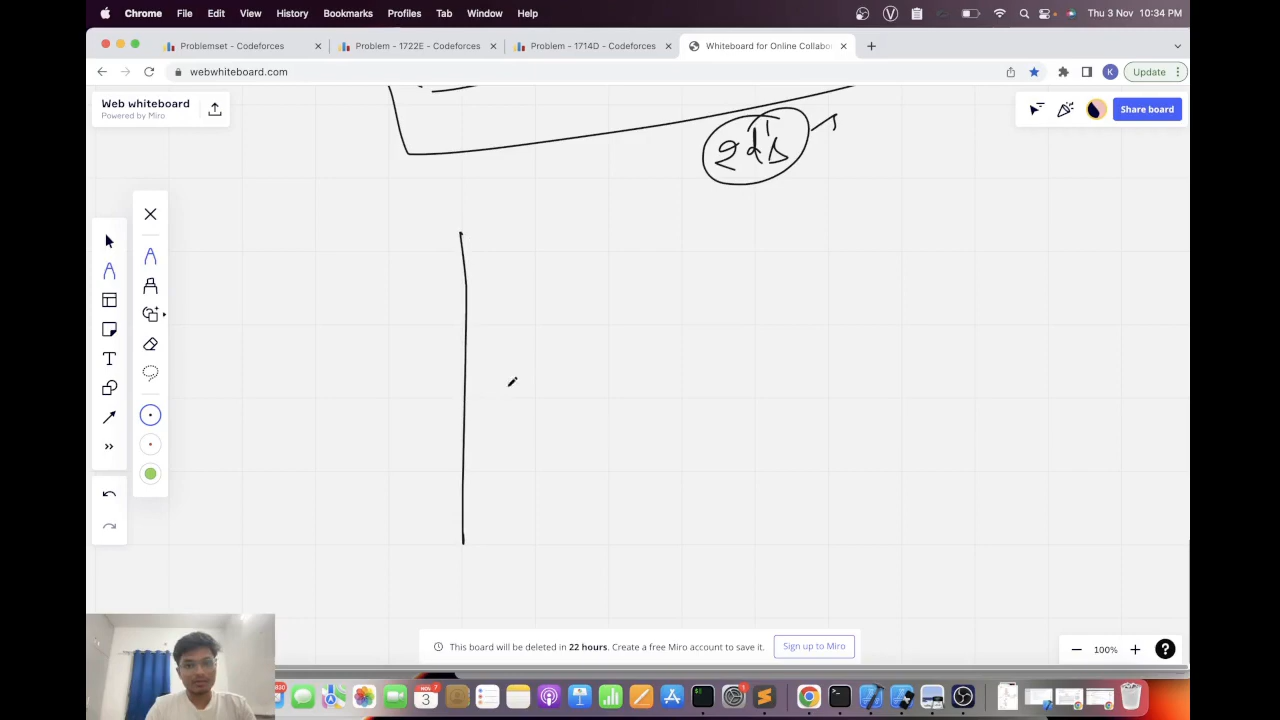 Chrome File Edit View History Bookmarks Profiles Tab Window Help Thu 3 Nov 10:34 PM
Problemset - Codeforces Problem - 1722E - Codeforces Problem - 1714D - Codeforces Whiteboard for Online Collabo
webwhiteboard.com K Update
Web whiteboard
Powered by Miro
Share board
T
This board will be deleted in 22 hours. Create a free Miro account to save it. Sign up to Miro
100% ?
NOV
3